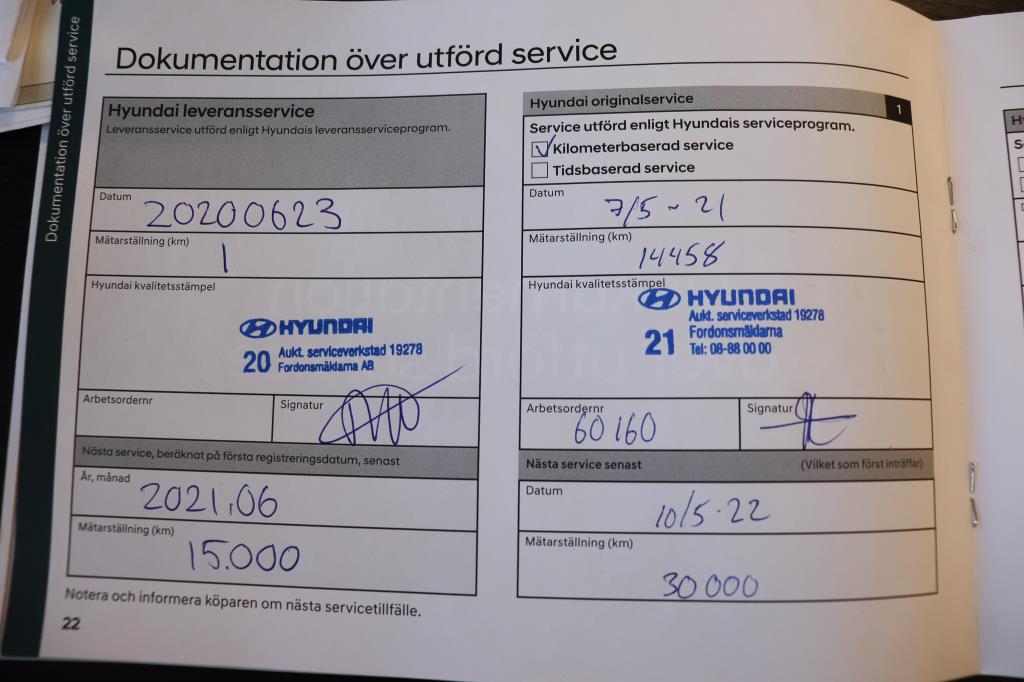 Dokumentation över utförd service
Dokumentation över utförd service
Hyundai leveransservice
Leveransservice utförd enligt Hyundais leveransserviceprogram.
Datum
20200623
Mätarställning (km)
1
Hyundai kvalitetsstämpel
HYUNDAI
20 Aukt. serviceverkstad 19278
Fordonsmäklarna AB
Arbetsordernr
Signatur
Nästa service, beräknat på första registreringsdatum, senast
År, månad
2021.06
Mätarställning (km)
15.000
Notera och informera köparen om nästa servicetillfälle.
22
Hyundai originalservice
1
Service utförd enligt Hyundais serviceprogram.
Kilometerbaserad service
Tidsbaserad service
Datum
7/5-21
Mätarställning (km)
14458
Hyundai kvalitetsstämpel
HYUNDAI
Aukt. serviceverkstad 19278
21 Fordonsmäklarna
Tel: 08-88 00 00
Arbetsordernr
60160
Signatur
Nästa service senast (Vilket som först inträffar)
Datum
10/5-22
Mätarställning (km)
30000